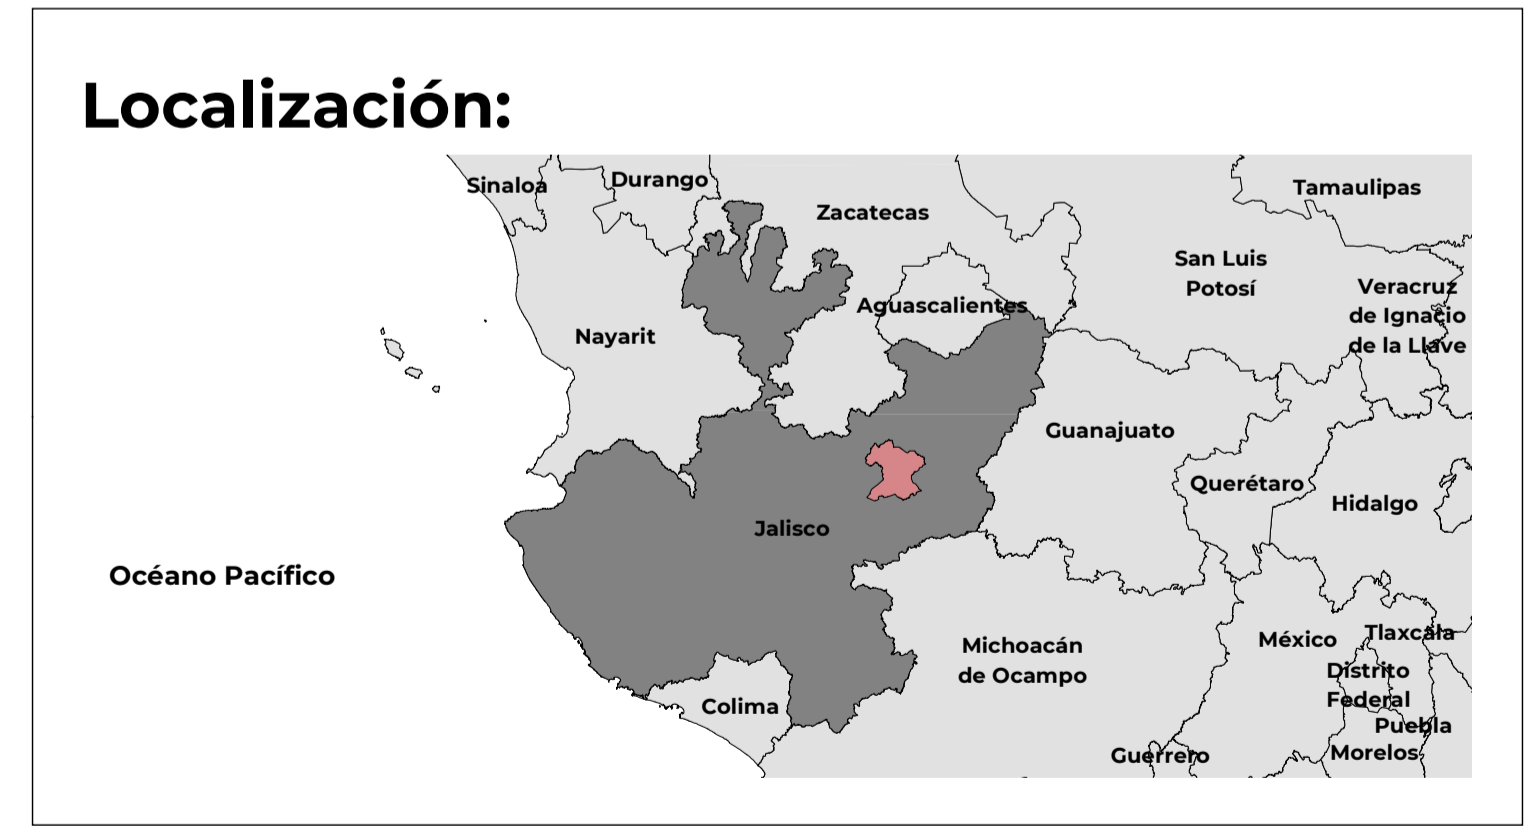 Localización:
Sinaloa
Durango
Zacatecas
Tamaulipas
San Luis
Potosí
Veracruz
de Ignacio
de la Llave
Aguascalientes
Nayarit
Guanajuato
Querétaro
Hidalgo
Jalisco
Océano Pacífico
Michoacán
de Ocampo
México
Tlaxcala
Distrito
Federal
Colima
Puebla
Guerrero
Morelos